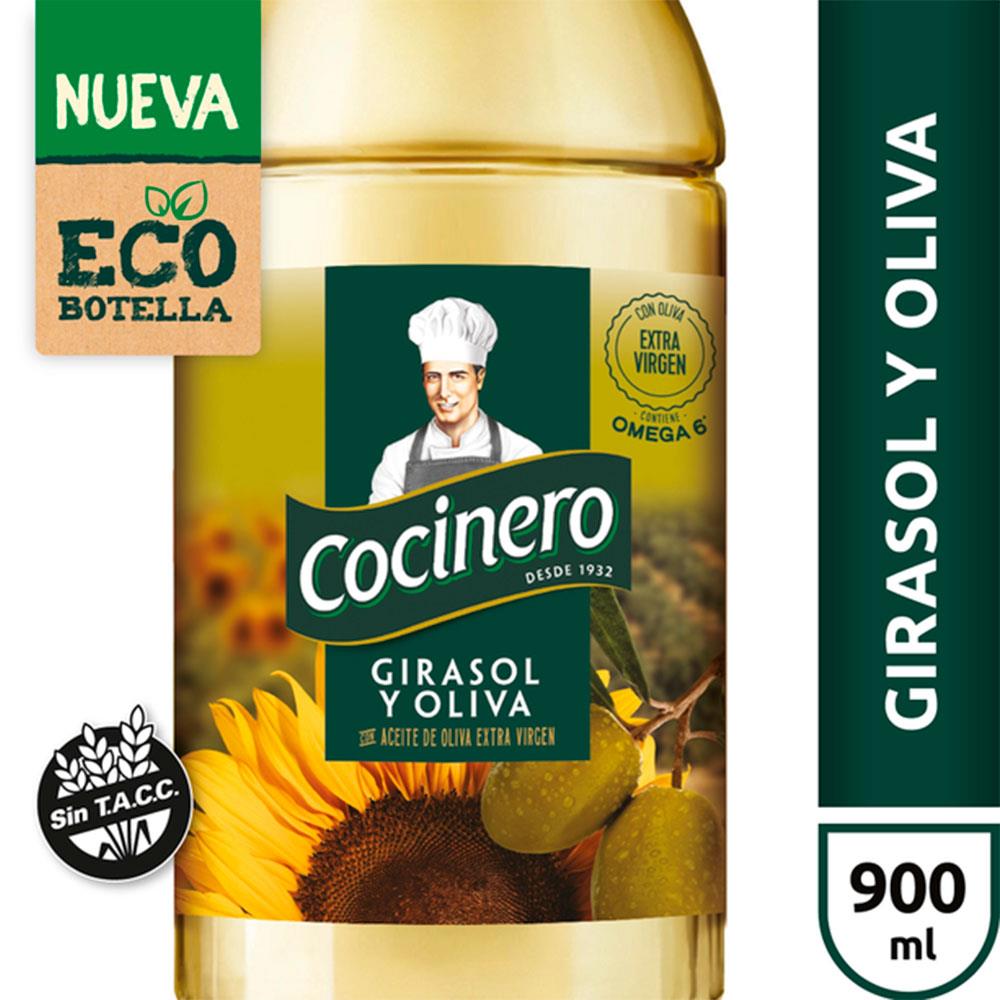 NUEVA
ECO
BOTELLA
CON OLIVA
EXTRA
VIRGEN
- CONTIENE -
OMEGA 6*
Cocinero
DESDE 1932
GIRASOL
Y OLIVA
CON ACEITE DE OLIVA EXTRA VIRGEN
Sin T.A.C.C.
GIRASOL Y OLIVA
900
ml